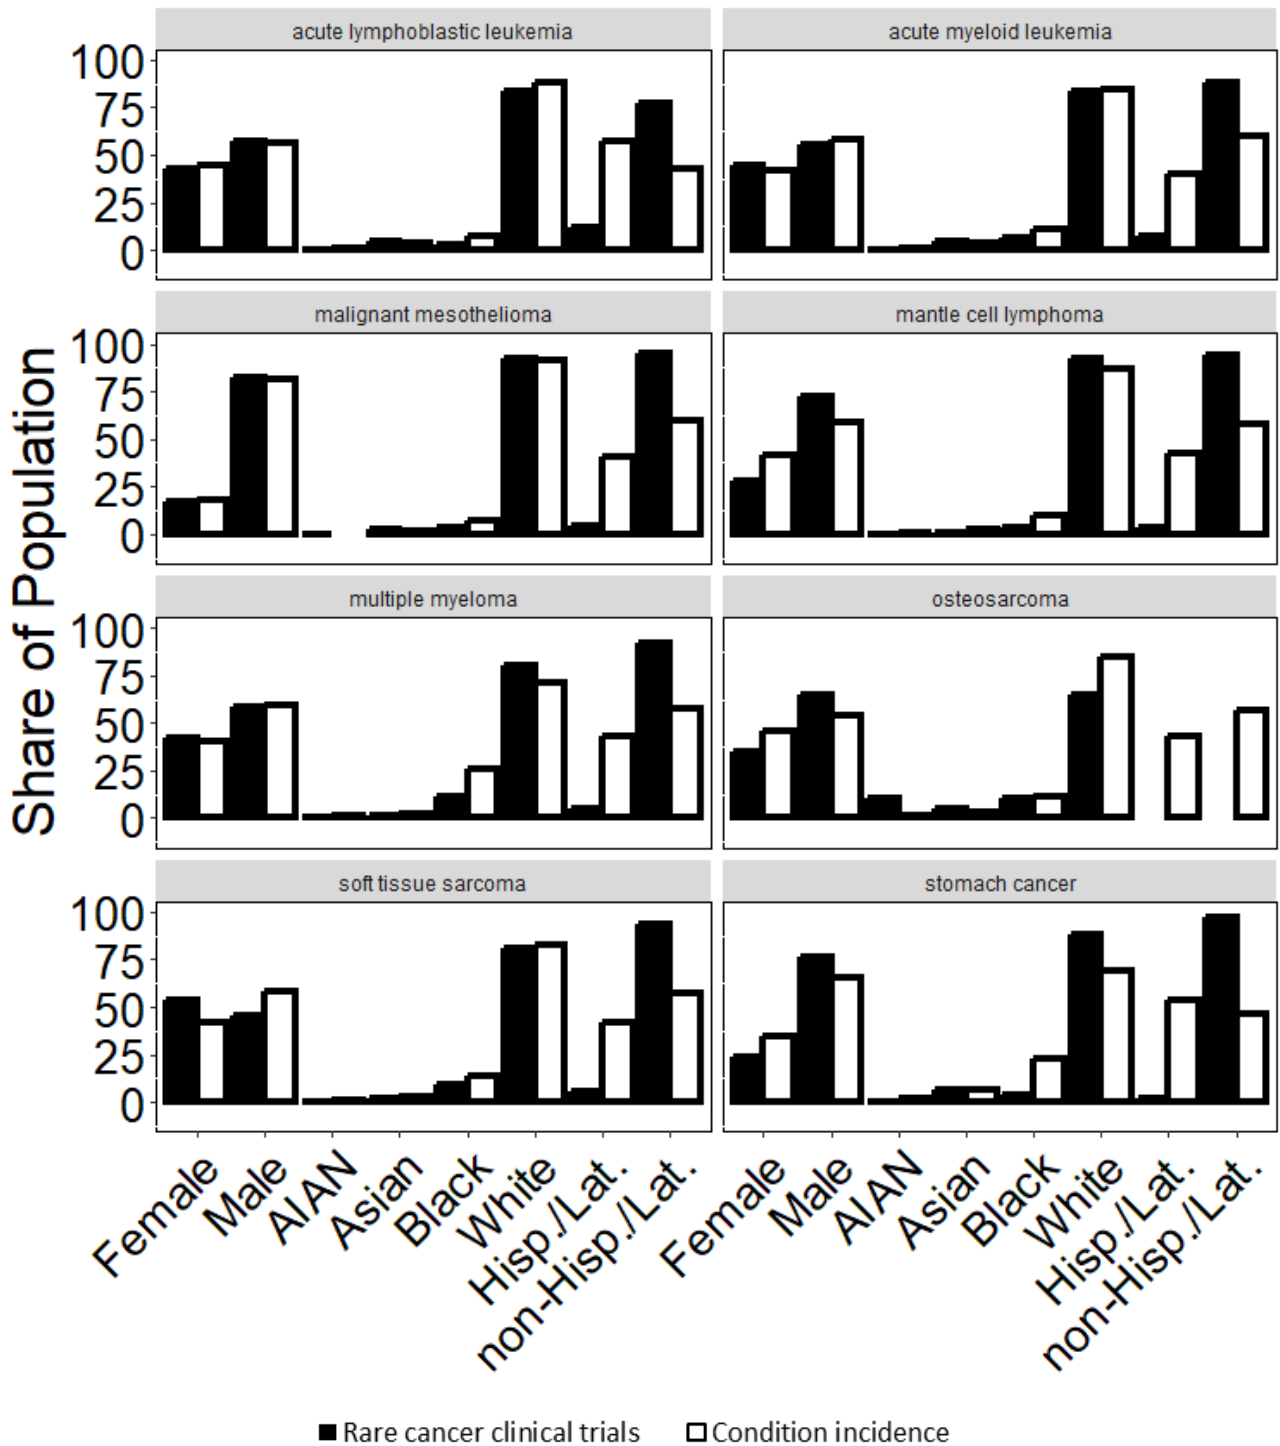 acute lymphoblastic leukemia
acute myeloid leukemia
100
75
50
25
0
malignant mesothelioma
mantle cell lymphoma
100
75
50
25
0
multiple myeloma
osteosarcoma
100
75
50
25
0
soft tissue sarcoma
stomach cancer
100
75
50
25
0
Share of Population
Female
Male
AIAN
Asian
Black
White
Hisp./Lat.
non-Hisp./Lat.
Female
Male
AIAN
Asian
Black
White
Hisp./Lat.
non-Hisp./Lat.
Rare cancer clinical trials
Condition incidence